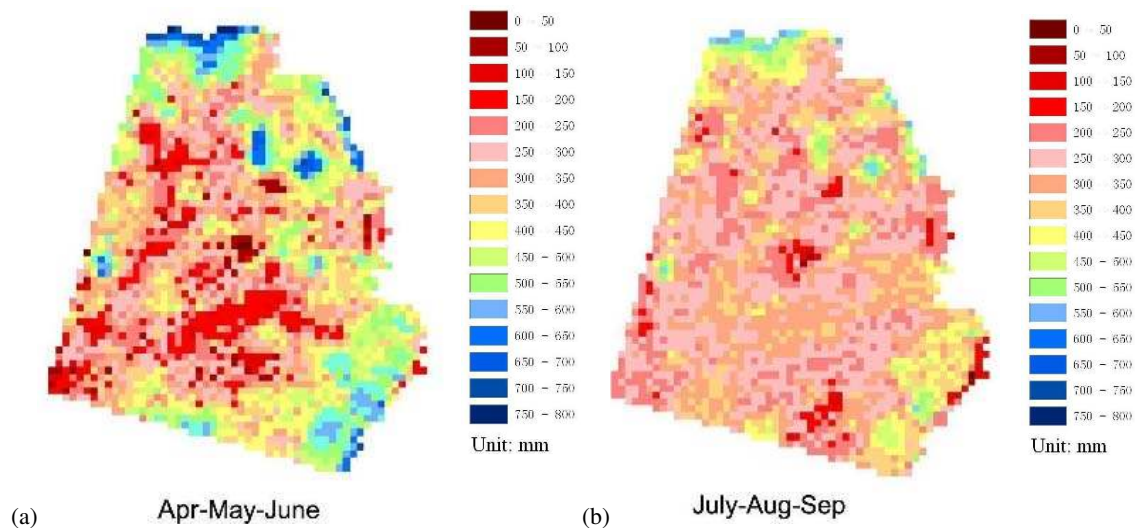 0 - 50
50 - 100
100 - 150
150 - 200
200 - 250
250 - 300
300 - 350
350 - 400
400 - 450
450 - 500
500 - 550
550 - 600
600 - 650
650 - 700
700 - 750
750 - 800
Unit: mm
(a)
Apr-May-June
0 - 50
50 - 100
100 - 150
150 - 200
200 - 250
250 - 300
300 - 350
350 - 400
400 - 450
450 - 500
500 - 550
550 - 600
600 - 650
650 - 700
700 - 750
750 - 800
Unit: mm
(b)
July-Aug-Sep